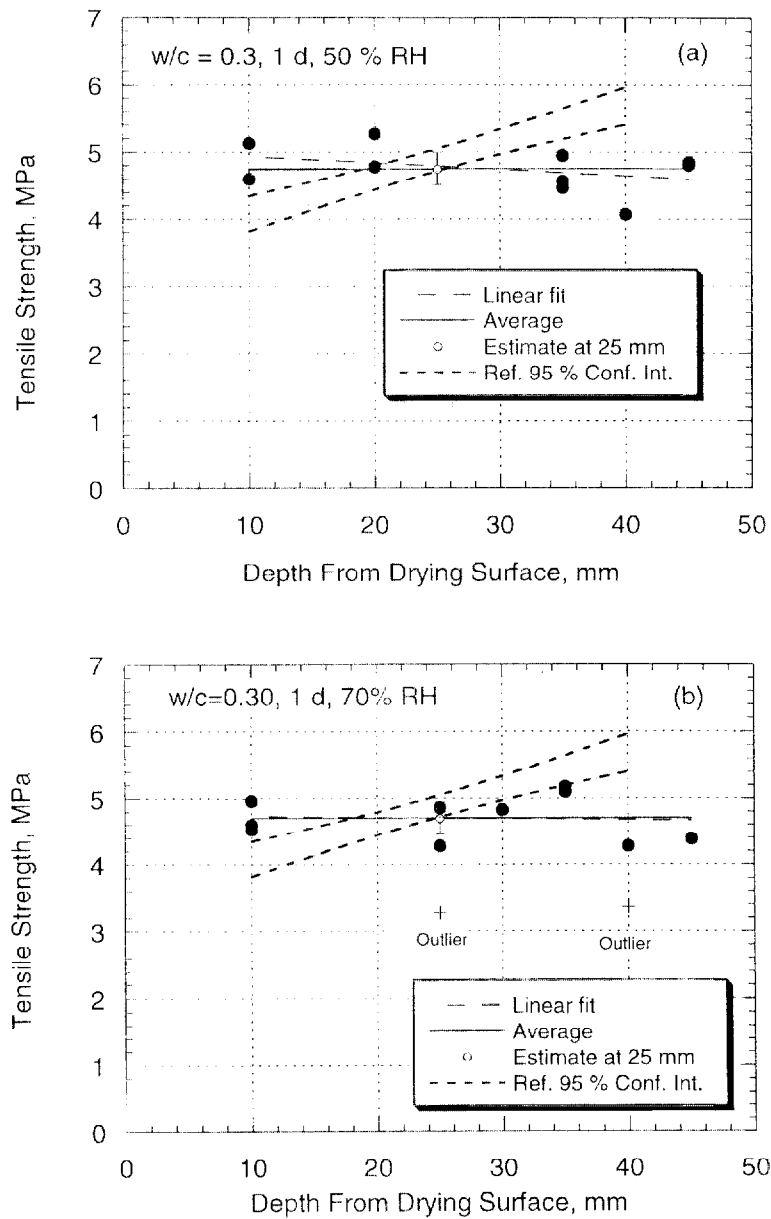 7
6
5
4
3
2
1
0
Tensile Strength, MPa
w/c = 0.3, 1 d, 50 % RH
(a)
Linear fit
Average
Estimate at 25 mm
Ref. 95 % Conf. Int.
0 10 20 30 40 50
Depth From Drying Surface, mm
7
6
5
4
3
2
1
0
Tensile Strength, MPa
w/c=0.30, 1 d, 70% RH
(b)
Outlier
Outlier
Linear fit
Average
Estimate at 25 mm
Ref. 95 % Conf. Int.
0 10 20 30 40 50
Depth From Drying Surface, mm